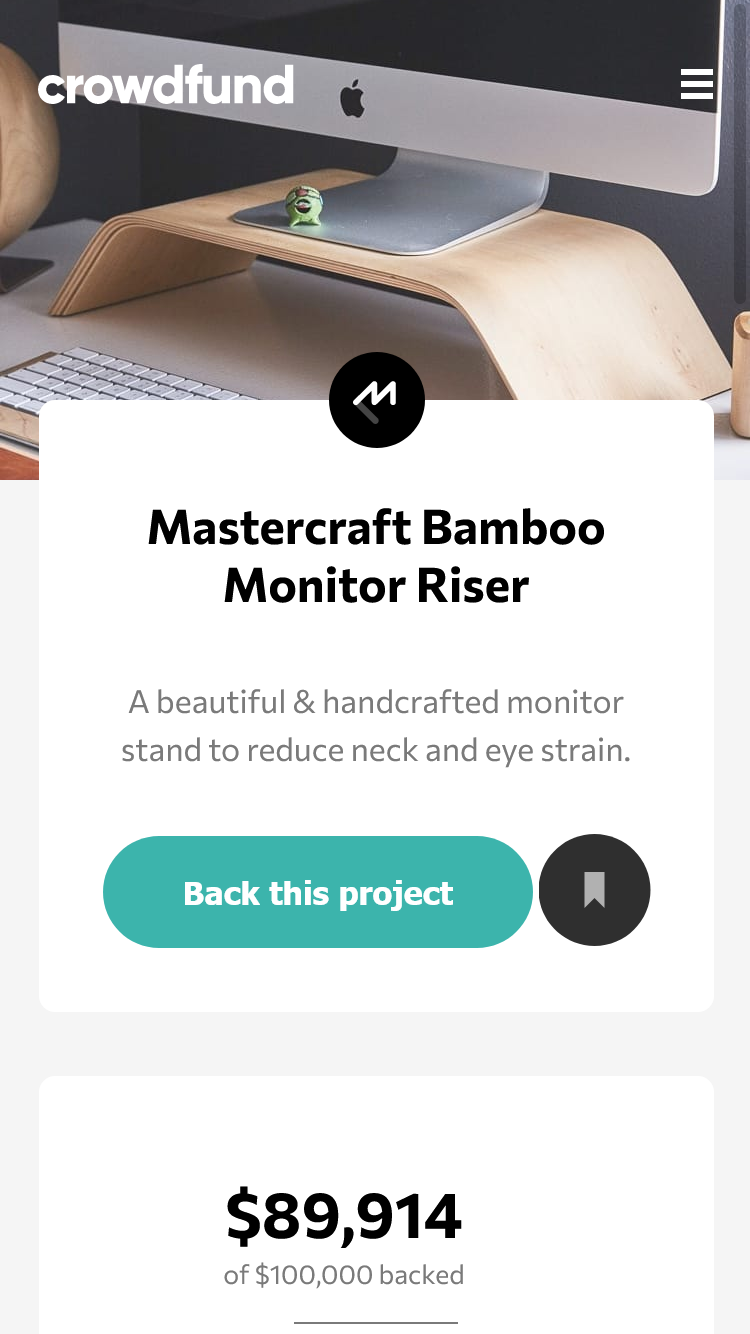 crowdfund
Mastercraft Bamboo
Monitor Riser
A beautiful & handcrafted monitor
stand to reduce neck and eye strain.
Back this project
$89,914
of $100,000 backed